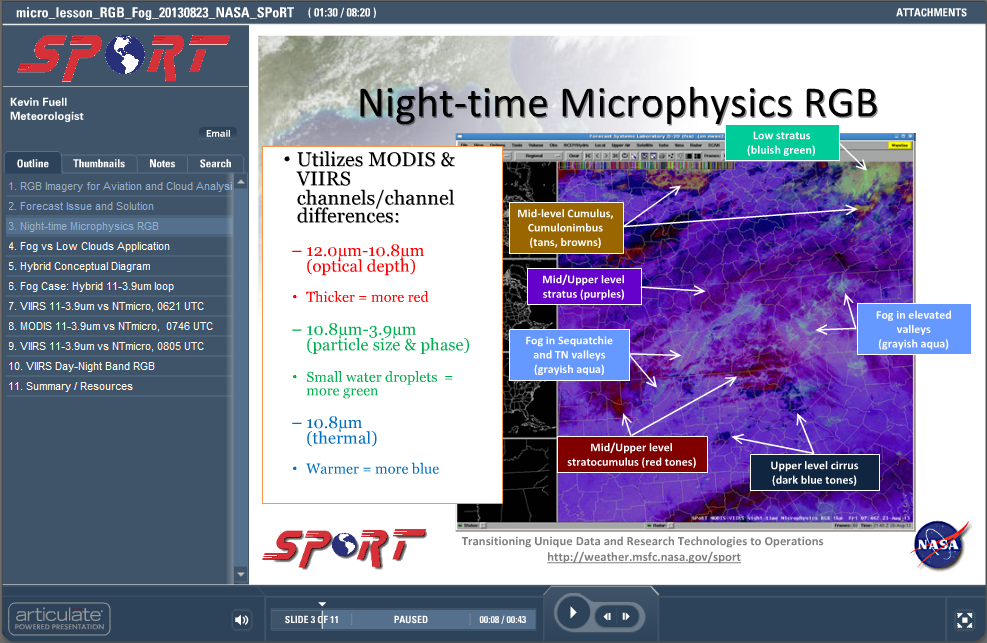 micro_lesson_RGB_Fog_20130823_NASA_SPoRT ( 01:30 / 08:20 )
ATTACHMENTS
SPoRT
Kevin Fuell
Meteorologist
Email
Outline
Thumbnails
Notes
Search
1. RGB Imagery for Aviation and Cloud Analysi
2. Forecast Issue and Solution
3. Night-time Microphysics RGB
4. Fog vs Low Clouds Application
5. Hybrid Conceptual Diagram
6. Fog Case: Hybrid 11-3.9um loop
7. VIIRS 11-3.9um vs NTmicro, 0621 UTC
8. MODIS 11-3.9um vs NTmicro,  0746 UTC
9. VIIRS 11-3.9um vs NTmicro, 0805 UTC
10. VIIRS Day-Night Band RGB
11. Summary / Resources
Night-time Microphysics RGB
• Utilizes MODIS &
VIIRS
channels/channel
differences:
– 12.0µm-10.8µm
(optical depth)
• Thicker = more red
– 10.8µm-3.9µm
(particle size & phase)
• Small water droplets =
more green
– 10.8µm
(thermal)
• Warmer = more blue
Low stratus
(bluish green)
Mid-level Cumulus,
Cumulonimbus
(tans, browns)
Mid/Upper level
stratus (purples)
Fog in elevated
valleys
(grayish aqua)
Fog in Sequatchie
and TN valleys
(grayish aqua)
Mid/Upper level
stratocumulus (red tones)
Upper level cirrus
(dark blue tones)
SPoRT
Transitioning Unique Data and Research Technologies to Operations
http://weather.msfc.nasa.gov/sport
NASA
articulate
POWERED PRESENTATION
SLIDE 3 OF 11
PAUSED
00:08 / 00:43